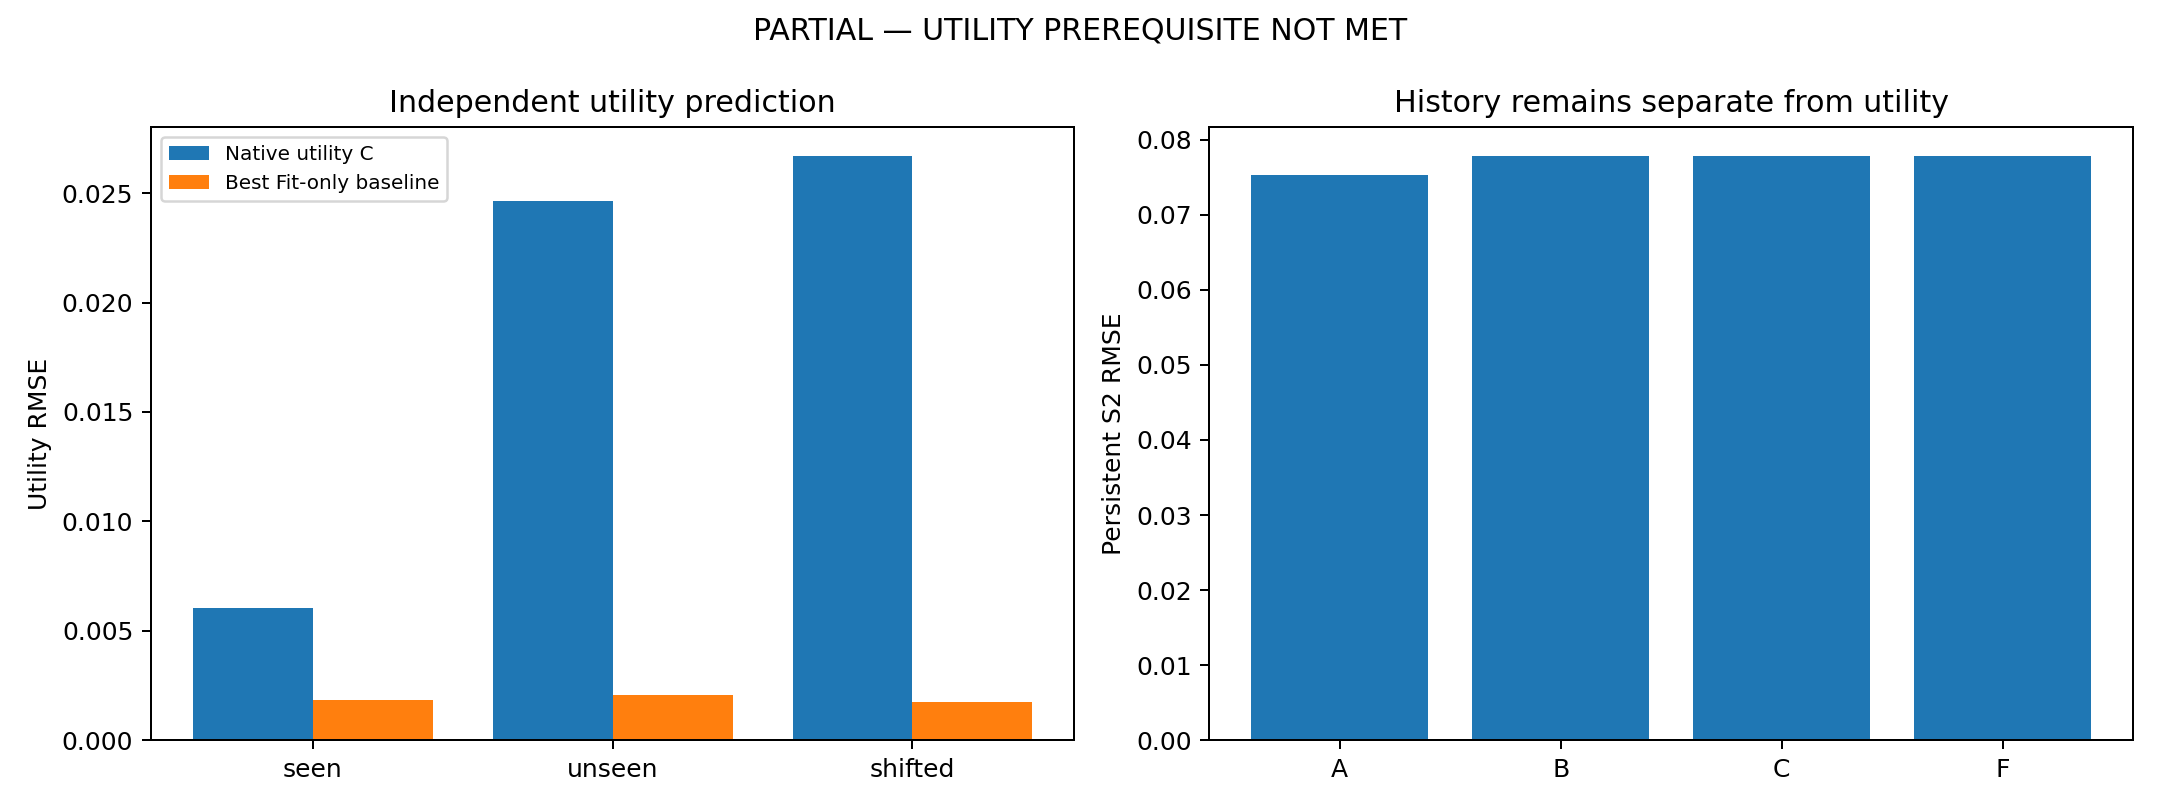 PARTIAL — UTILITY PREREQUISITE NOT MET
Independent utility prediction
Native utility C
Best Fit-only baseline
Utility RMSE
0.025
0.020
0.015
0.010
0.005
0.000
seen
unseen
shifted
History remains separate from utility
Persistent S2 RMSE
0.08
0.07
0.06
0.05
0.04
0.03
0.02
0.01
0.00
A
B
C
F